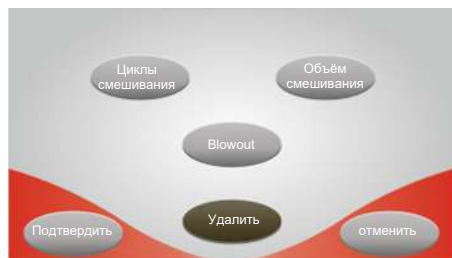 Циклы
смешивания
Объём
смешивания
Blowout
Удалить
Подтвердить
отменить